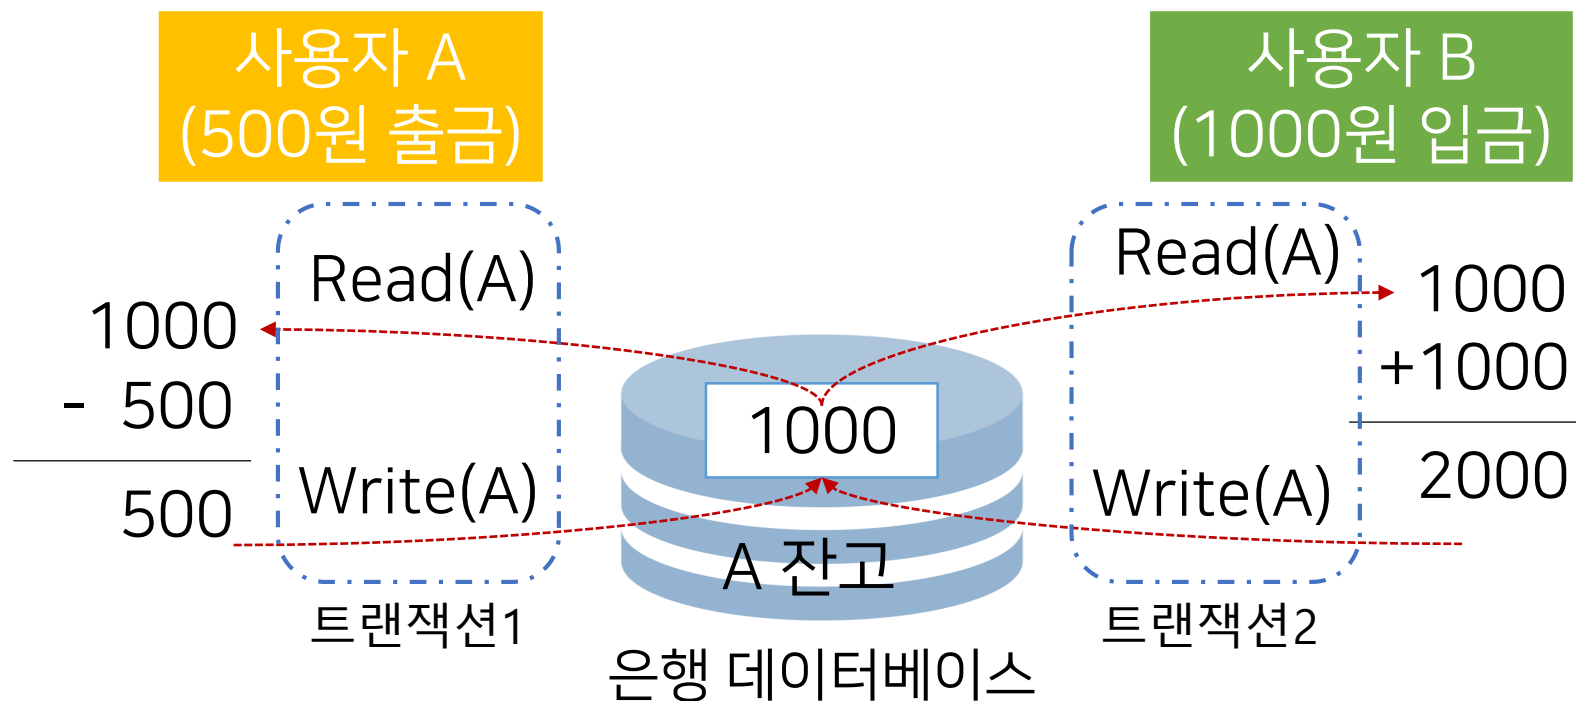 사용자 A
(500원 출금)
사용자 B
(1000원 입금)
Read(A)
1000
- 500
500
Write(A)
트랜잭션1
1000
A 잔고
은행 데이터베이스
Read(A)
1000
+1000
2000
Write(A)
트랜잭션2